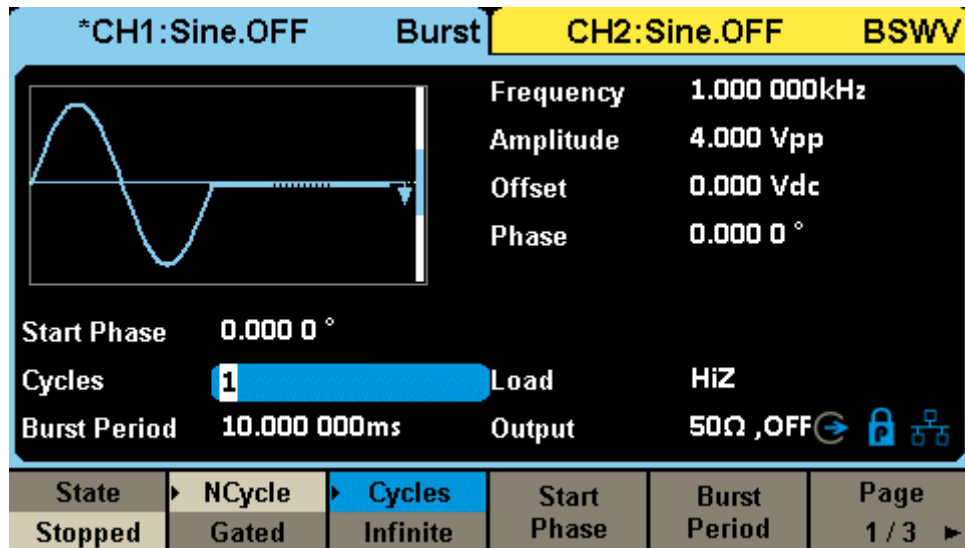 *CH1:Sine.OFF Burst CH2:Sine.OFF BSWV
Frequency 1.000 000kHz
Amplitude 4.000 Vpp
Offset 0.000 Vdc
Phase 0.000 0 °
Start Phase 0.000 0 °
Cycles 1 Load HiZ
Burst Period 10.000 000ms Output 50Ω ,OFF P
State NCycle Cycles Start Burst Page
Stopped Gated Infinite Phase Period 1 / 3